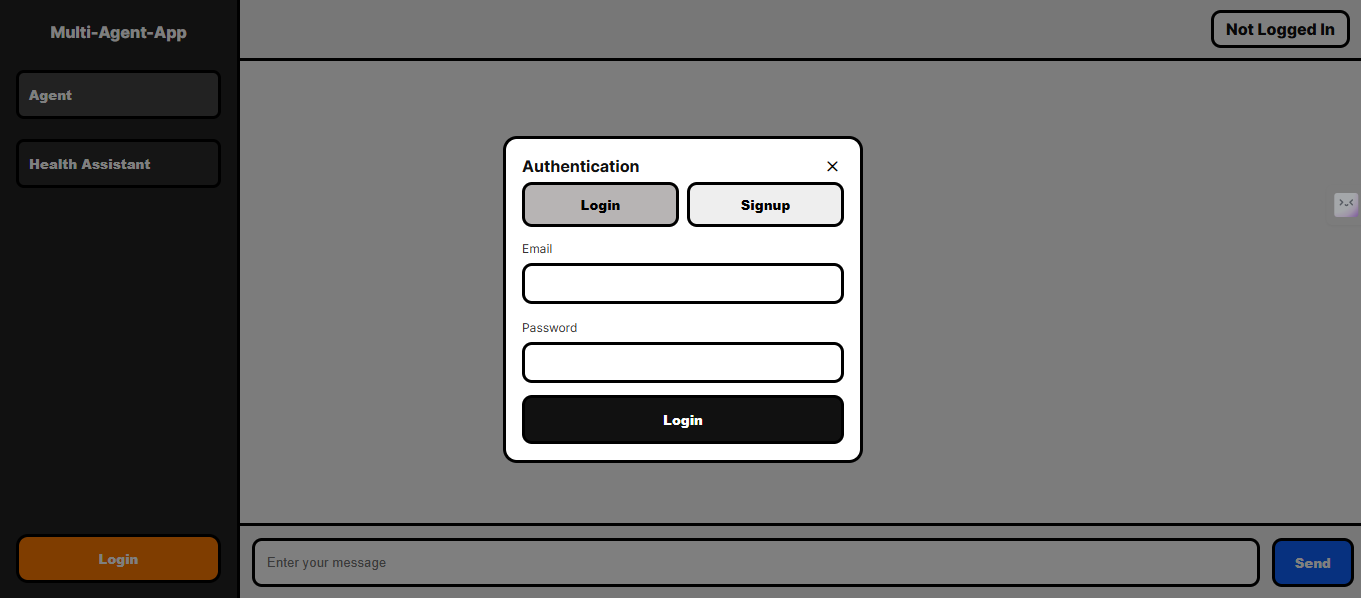 Multi-Agent-App
Not Logged In
Agent
Health Assistant
Authentication
Login
Signup
Email
Password
Login
Login
Enter your message
Send